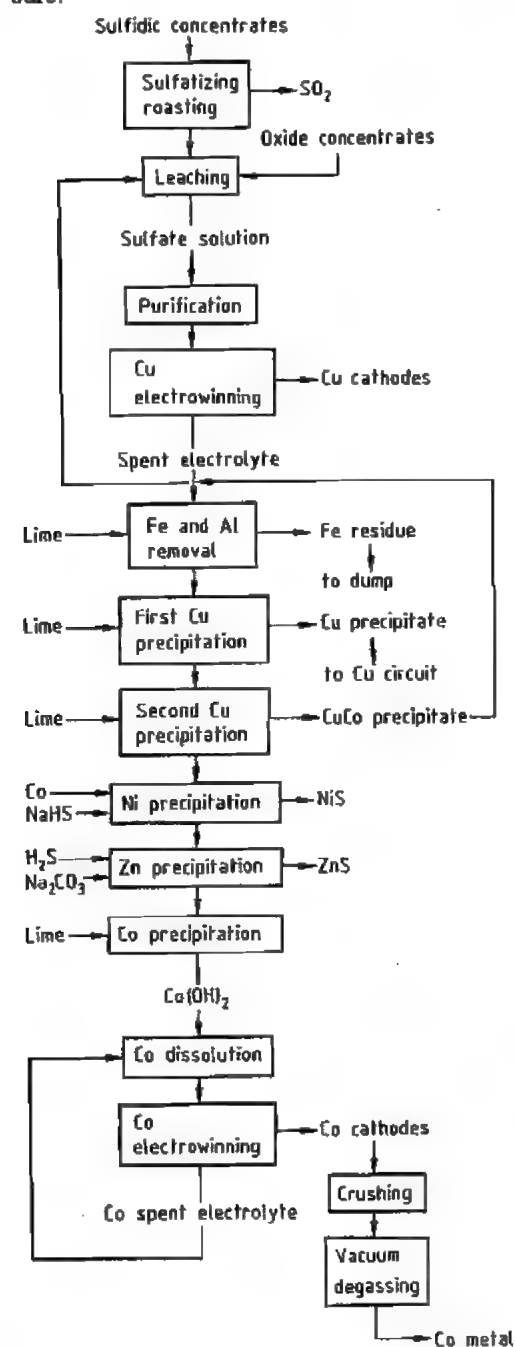 Sulfidic concentrates
Sulfatizing
roasting
SO₂
Oxide concentrates
Leaching
Sulfate solution
Purification
Cu
electrowinning
Cu cathodes
Spent electrolyte
Lime
Fe and Al
removal
Fe residue
to dump
Lime
First Cu
precipitation
Cu precipitate
to Cu circuit
Lime
Second Cu
precipitation
CuCo precipitate
Co
NaHS
Ni precipitation
NiS
H₂S
Na₂CO₃
Zn precipitation
ZnS
Lime
Co precipitation
Ca(OH)₂
Co dissolution
Co
electrowinning
Co cathodes
Co spent electrolyte
Crushing
Vacuum
degassing
Co metal